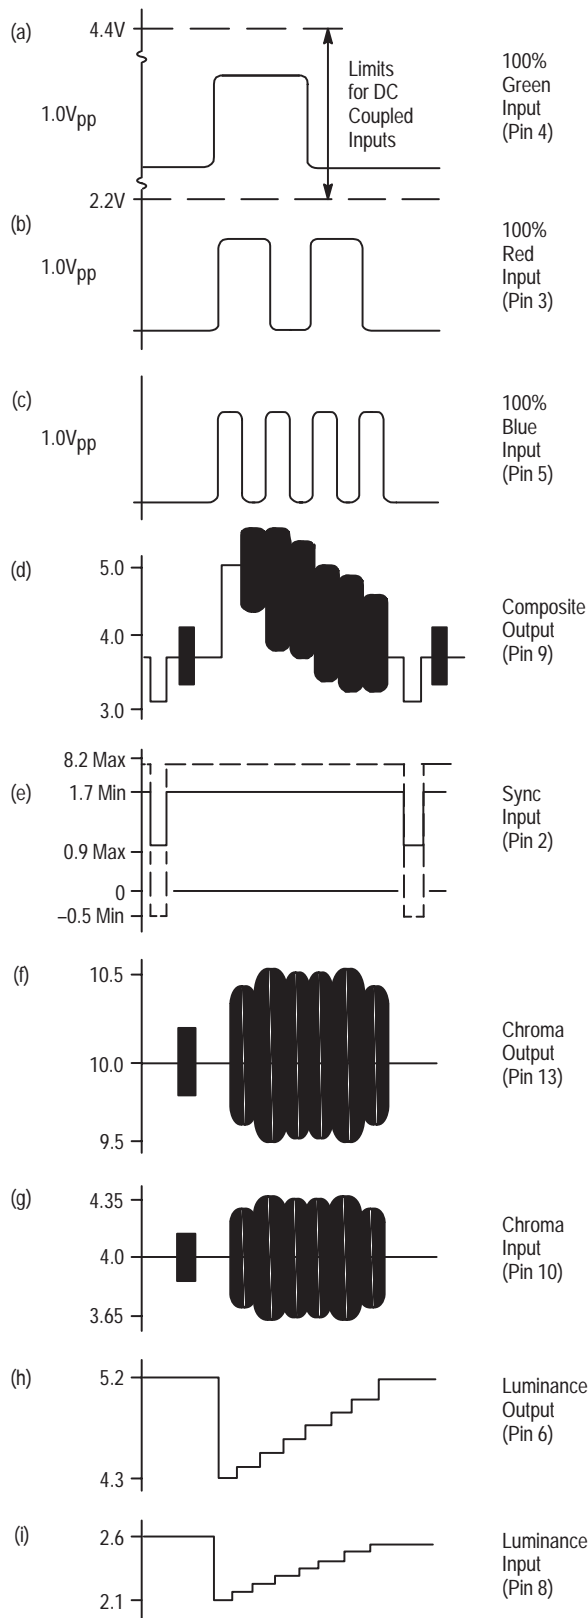 (a)
4.4V
1.0Vpp
Limits
for DC
Coupled
Inputs
100%
Green
Input
(Pin 4)
2.2V
(b)
1.0Vpp
100%
Red
Input
(Pin 3)
(c)
1.0Vpp
100%
Blue
Input
(Pin 5)
(d)
5.0
4.0
3.0
Composite
Output
(Pin 9)
(e)
8.2 Max
1.7 Min
0.9 Max
0
–0.5 Min
Sync
Input
(Pin 2)
(f)
10.5
10.0
9.5
Chroma
Output
(Pin 13)
(g)
4.35
4.0
3.65
Chroma
Input
(Pin 10)
(h)
5.2
4.3
Luminance
Output
(Pin 6)
(i)
2.6
2.1
Luminance
Input
(Pin 8)